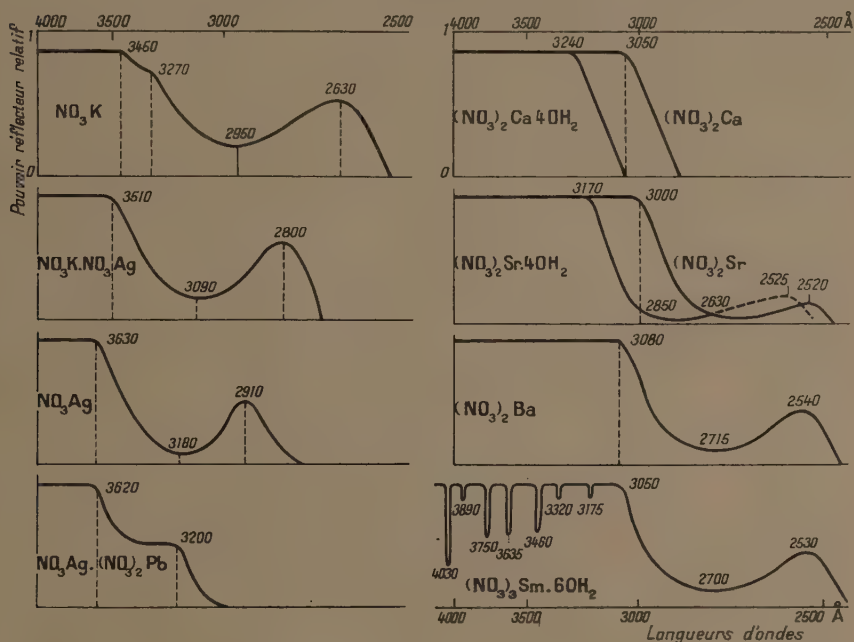 4000 3500 3000 2500
4000 3500 3000 2500 Å
Pouvoir réflecteur relatif
1
0
3460
3270
2950
2630
NO₃K
1
0
3240 3050
(NO₃)₂Ca 4OH₂
(NO₃)₂Ca
3510
3090
2800
NO₃K.NO₃Ag
3170 3000
(NO₃)₂Sr.4OH₂
(NO₃)₂Sr
2850 2630 2525 2520
3630
3180
2910
NO₃Ag
3080
2715
2540
(NO₃)₂Ba
3620
3200
NO₃Ag.(NO₃)₂Pb
4030 3890 3750 3635 3460 3320 3175 3050
2700
2530
(NO₃)₃Sm.6OH₂
4000 3000 2500 Å
Longueurs d'ondes